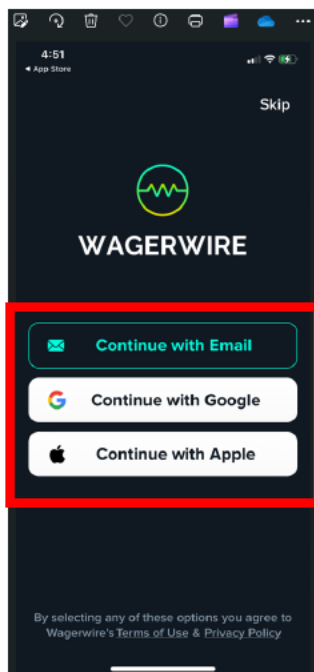 4:51
◀ App Store
Skip
WAGERWIRE
Continue with Email
Continue with Google
Continue with Apple
By selecting any of these options you agree to
Wagerwire's Terms of Use & Privacy Policy